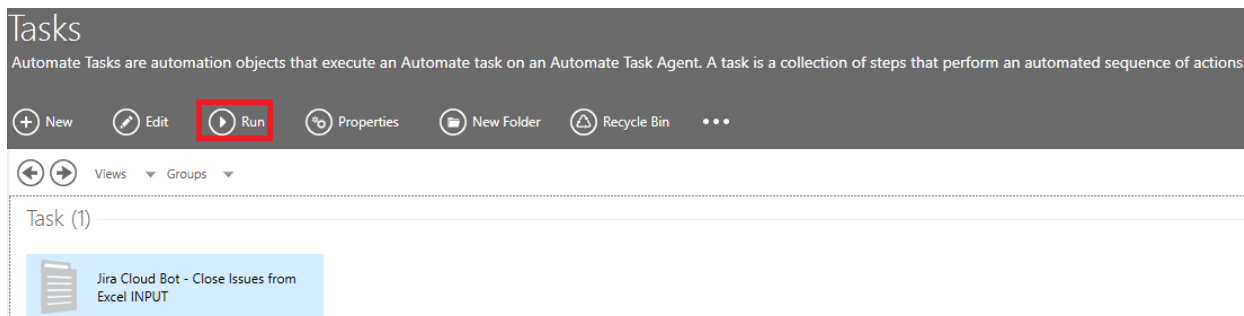 Tasks
Automate Tasks are automation objects that execute an Automate task on an Automate Task Agent. A task is a collection of steps that perform an automated sequence of actions.
New Edit Run Properties New Folder Recycle Bin •••
Views Groups
Task (1)
Jira Cloud Bot - Close Issues from
Excel INPUT